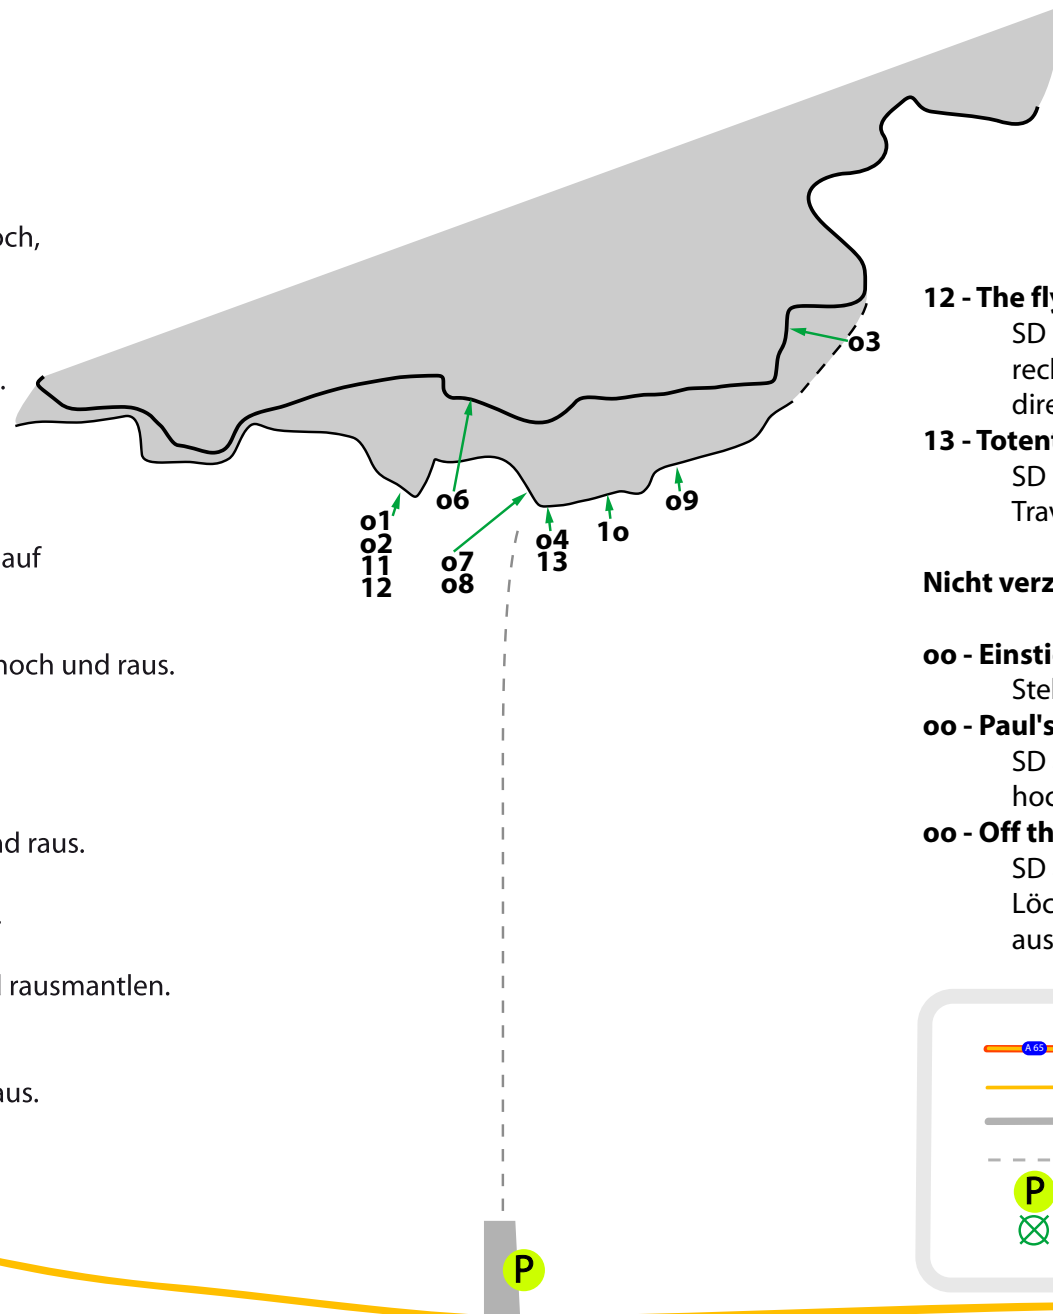 och,
.
auf
hoch und raus.
nd raus.
.
rausmantlen.
aus.
o3
o6
o9
1o
o1
o2
11
12
o7
o8
o4
13
P
12 - The fly
SD
rech
dire
13 - Totent
SD
Trav
Nicht verz
oo - Einsti
Stel
oo - Paul's
SD
hoc
oo - Off th
SD
Löc
aus
A 65
P